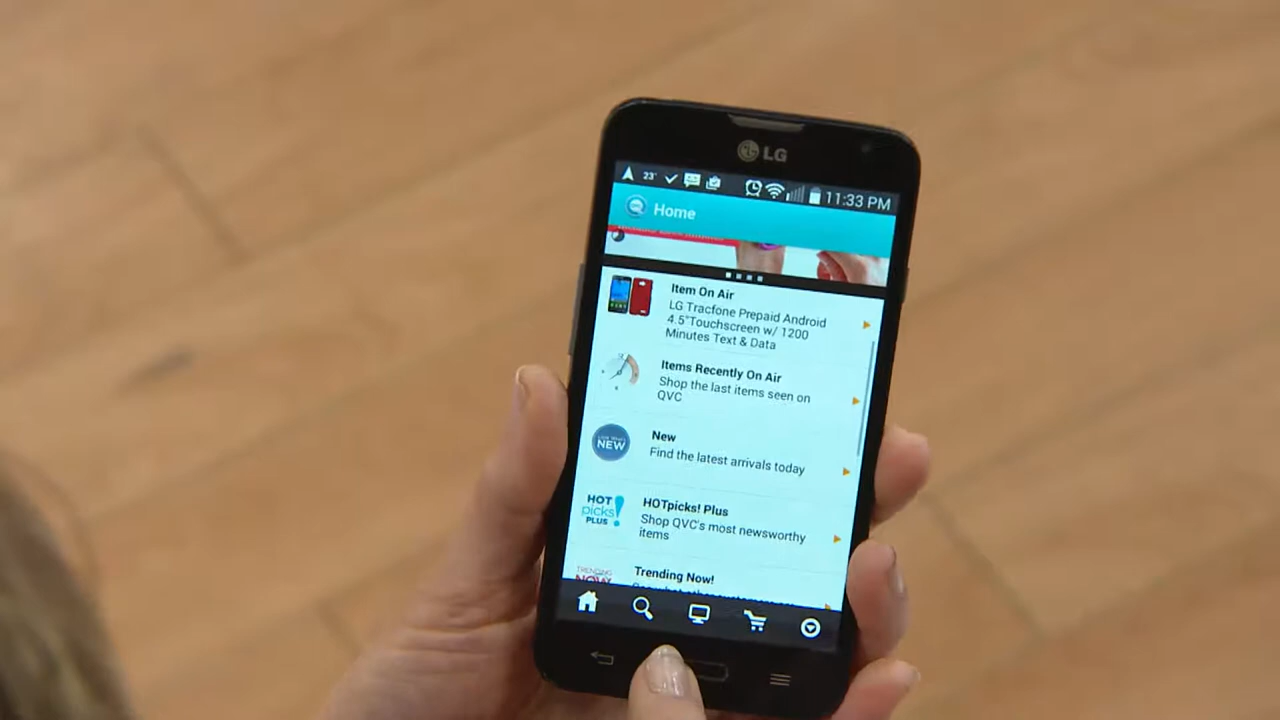 LG
23°
11:33 PM
Home
Item On Air
LG Tracfone Prepaid Android
4.5"Touchscreen w/ 1200
Minutes Text & Data
Items Recently On Air
Shop the last items seen on
QVC
NEW
New
Find the latest arrivals today
HOT
picks!
PLUS
HOTpicks! Plus
Shop QVC's most newsworthy
items
TRENDING
NOW
Trending Now!